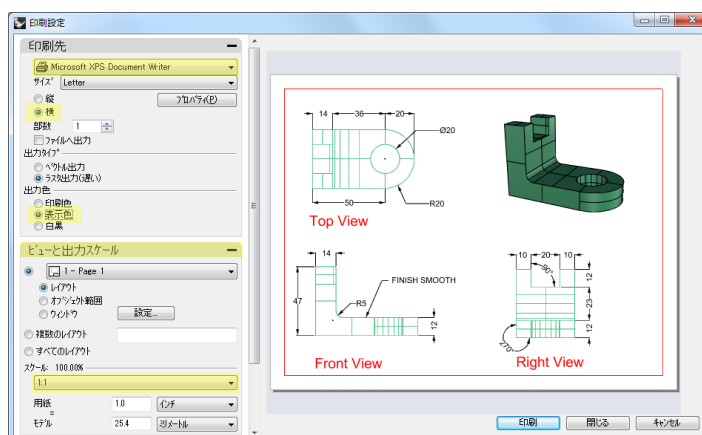 印刷設定
印刷先
Microsoft XPS Document Writer
サイズ Letter
縦
横
プロパティ(P)
部数 1
ファイルへ出力
出力タイプ
ベクトル出力
ラスタ出力(遅い)
出力色
印刷色
表示色
白黒
ビューと出力スケール
1 - Page 1
レイアウト
オブジェクト範囲
ウィンドウ 設定...
複数のレイアウト
すべてのレイアウト
スケール: 100.00%
1:1
用紙 1.0 インチ
=
モデル 25.4 ミリメートル
14 36 20
Ø20
50
R20
Top View
14
47
FINISH SMOOTH
R5
12
Front View
10 20 10
90°
12
23
12
270°
Right View
印刷 閉じる キャンセル